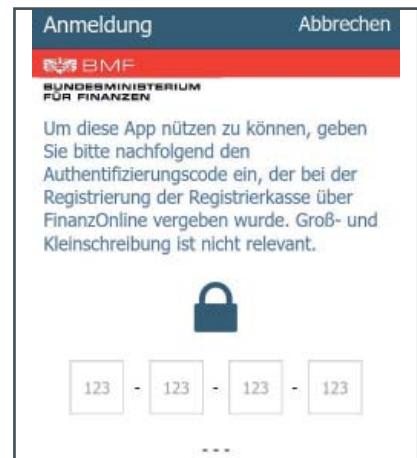 Anmeldung Abbrechen
BMF
BUNDESMINISTERIUM
FÜR FINANZEN
Um diese App nützen zu können, geben
Sie bitte nachfolgend den
Authentifizierungscode ein, der bei der
Registrierung der Registrierkasse über
FinanzOnline vergeben wurde. Groß- und
Kleinschreibung ist nicht relevant.
123 - 123 - 123 - 123
---